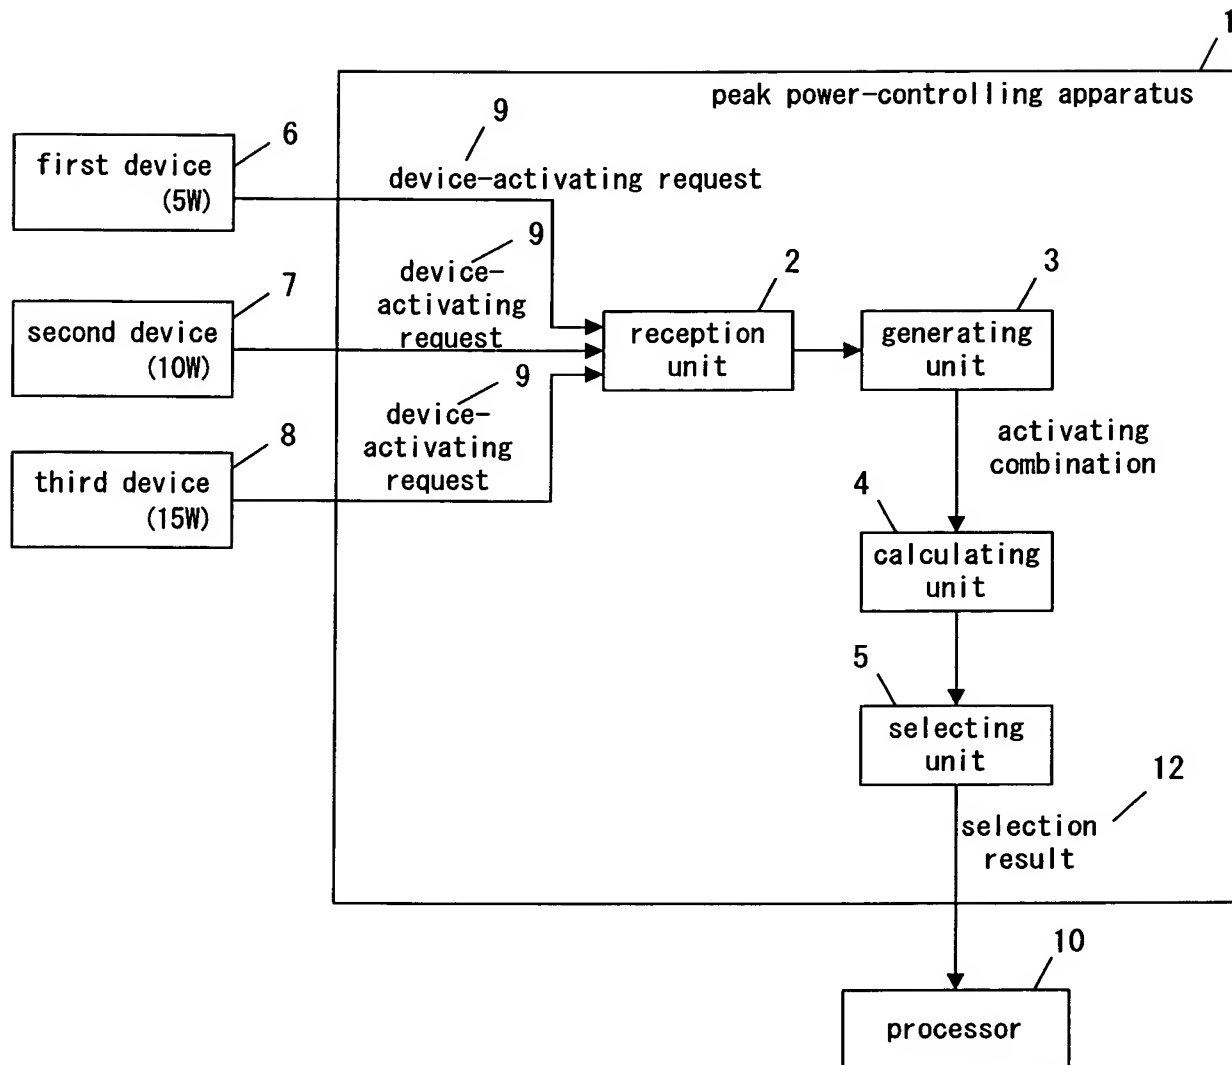 1
peak power-controlling apparatus
9
6
first device
(5W)
device-activating request
9
device-
activating
request
7
second device
(10W)
2
reception
unit
3
generating
unit
9
device-
activating
request
8
third device
(15W)
activating
combination
4
calculating
unit
5
selecting
unit
12
selection
result
10
processor